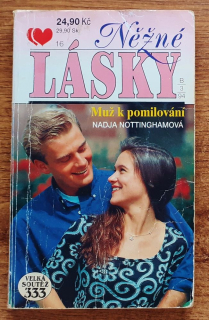 24,90 Kč
29,90 Sk
16
Něžné
LÁSKY
Muž k pomilování
NADJA NOTTINGHAMOVÁ
VELKÁ
SOUTĚŽ
333